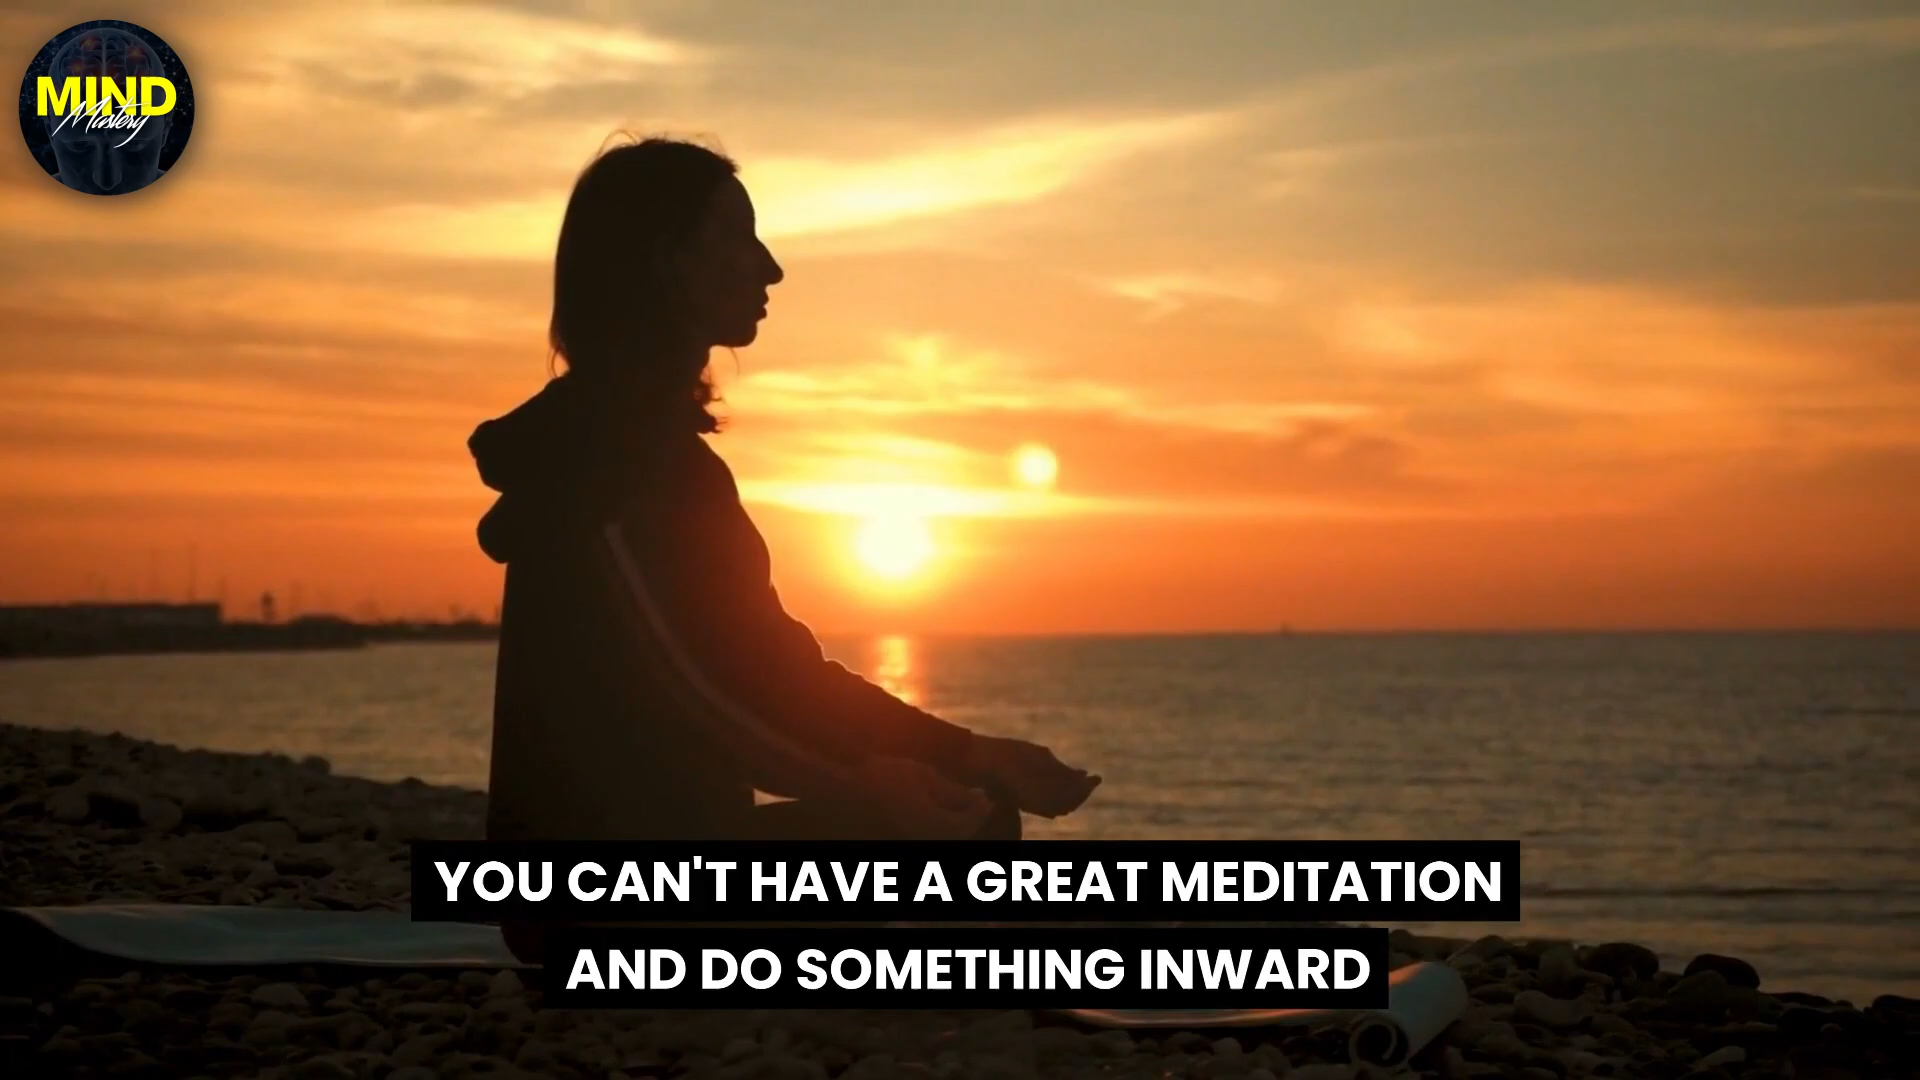 MIND
Mastery
YOU CAN'T HAVE A GREAT MEDITATION
AND DO SOMETHING INWARD